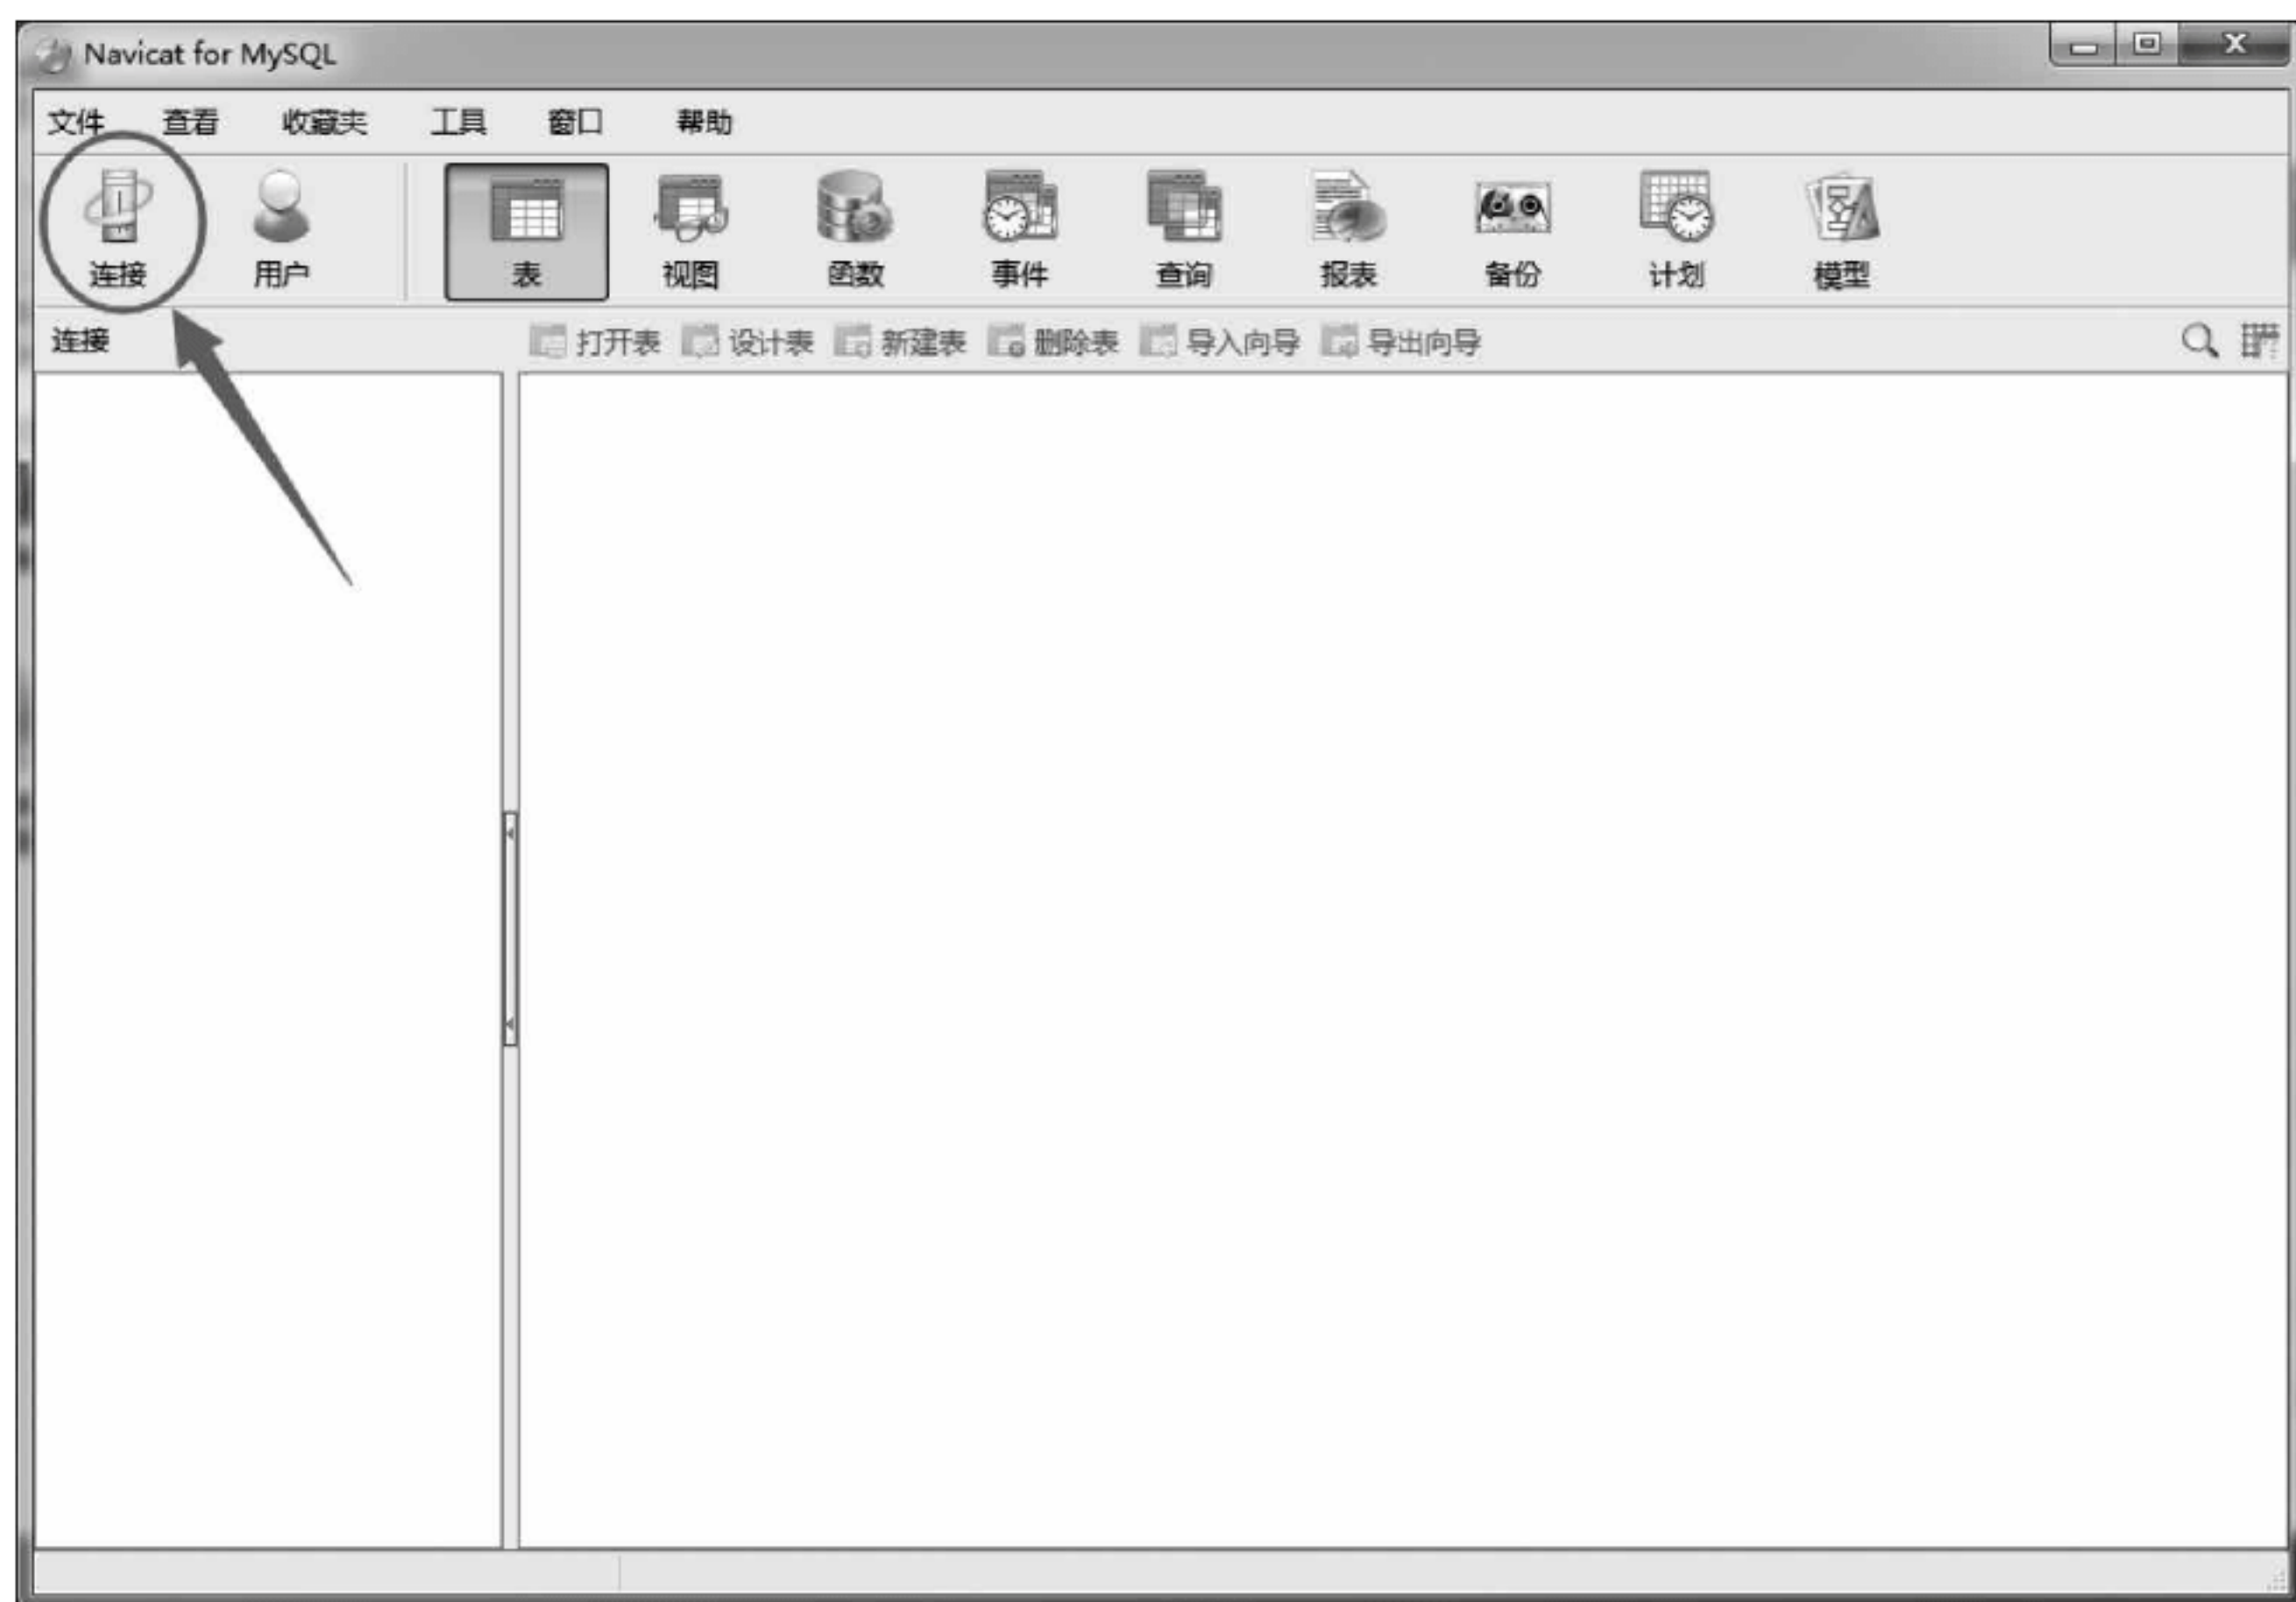 Navicat for MySQL
文件 查看 收藏夹 工具 窗口 帮助
连接 用户 表 视图 函数 事件 查询 报表 备份 计划 模型
连接 打开表 设计表 新建表 删除表 导入向导 导出向导